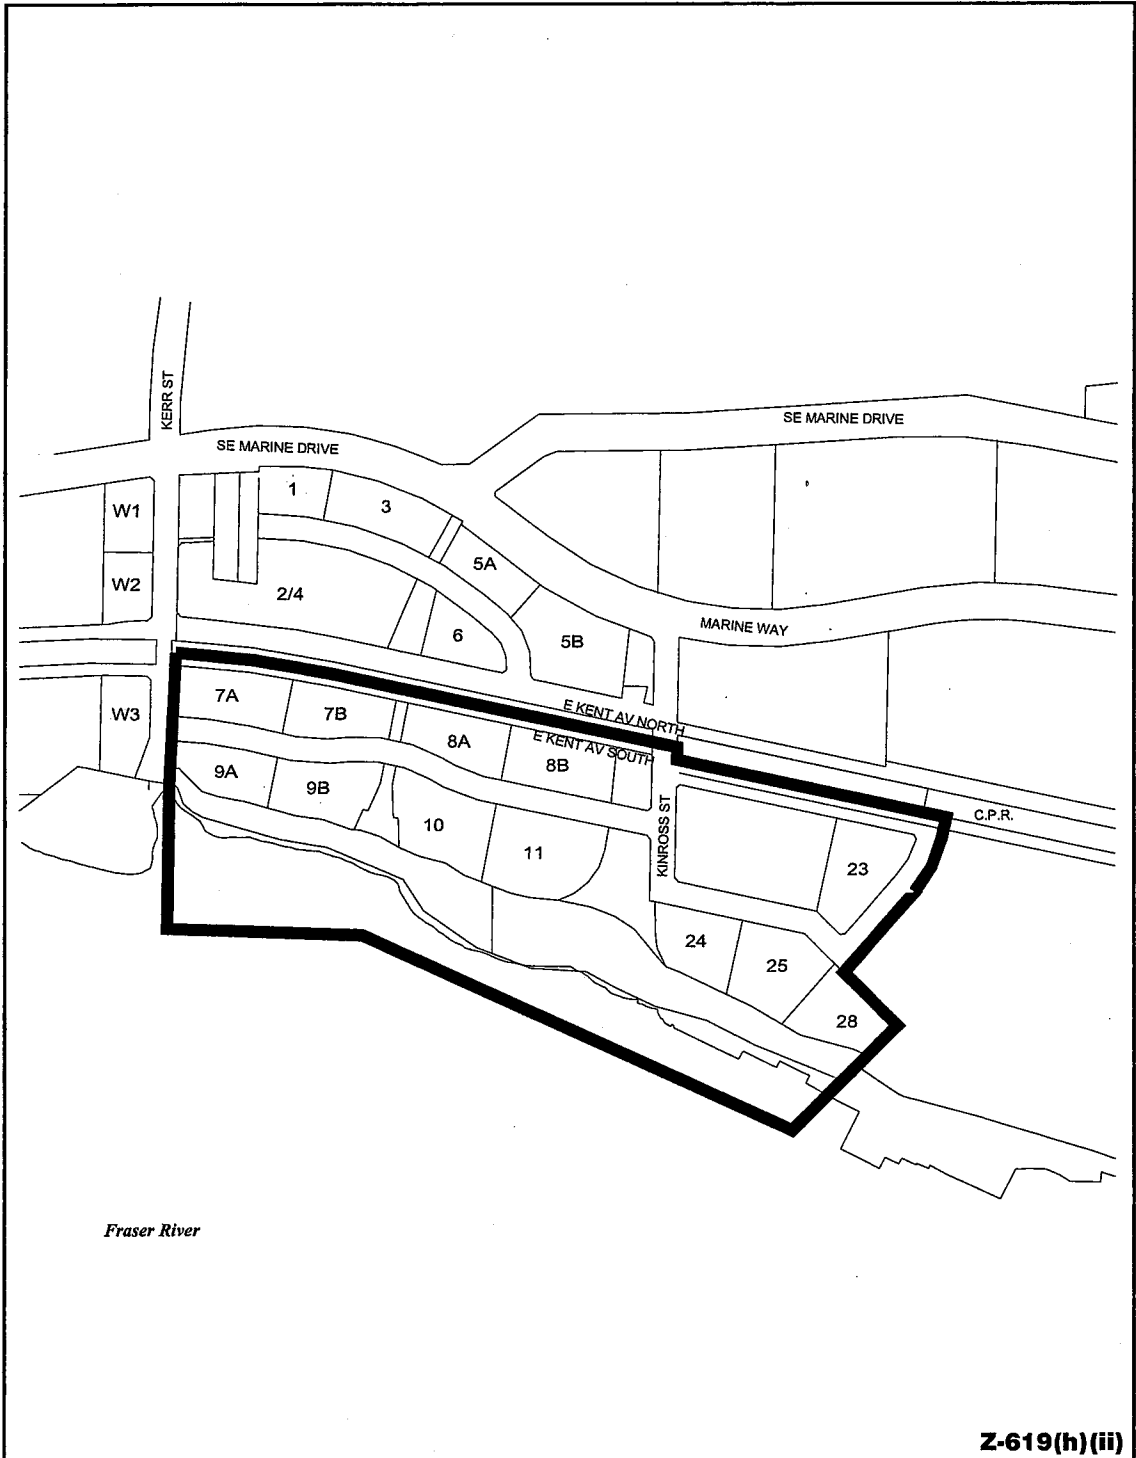 KERR ST
SE MARINE DRIVE
SE MARINE DRIVE
1
3
W1
5A
W2
2/4
6
5B
MARINE WAY
7A
7B
W3
E KENT AV NORTH
E KENT AV SOUTH
8A
8B
9A
9B
KINROSS ST
C.P.R.
10
11
23
24
25
28
Fraser River
Z-619(h)(ii)